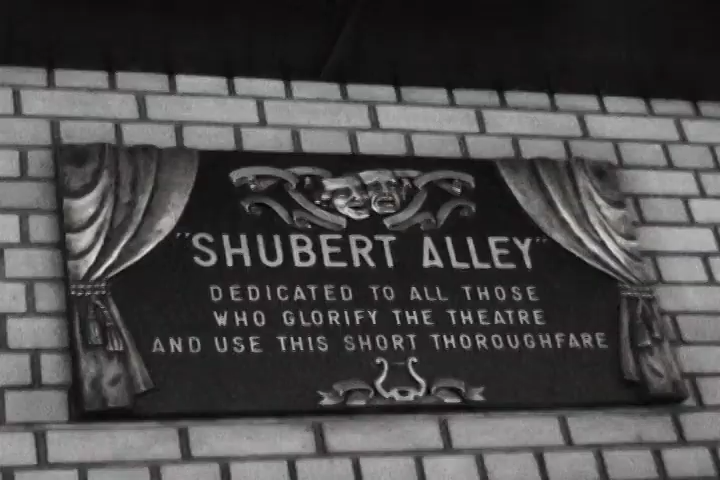 "SHUBERT ALLEY"
DEDICATED TO ALL THOSE
WHO GLORIFY THE THEATRE
AND USE THIS SHORT THOROUGHFARE